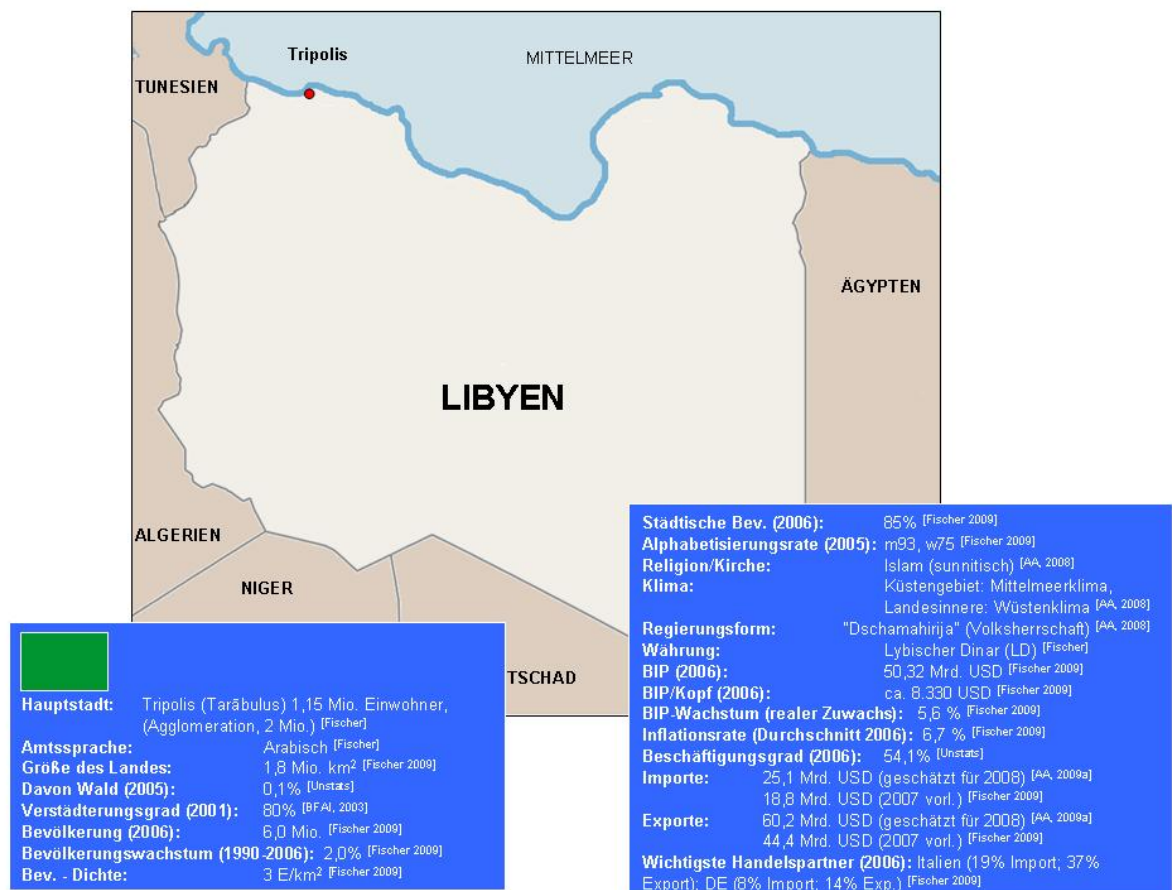 Tripolis
MITTELMEER
TUNESIEN
ÄGYPTEN
LIBYEN
ALGERIEN
NIGER
TSCHAD
Hauptstadt: Tripolis (Tarābulus) 1,15 Mio. Einwohner,
(Agglomeration, 2 Mio.) [Fischer]
Amtssprache: Arabisch [Fischer]
Größe des Landes: 1,8 Mio. km² [Fischer 2009]
Davon Wald (2005): 0,1% [Unstats]
Verstädterungsgrad (2001): 80% [BFAI, 2003]
Bevölkerung (2006): 6,0 Mio. [Fischer 2009]
Bevölkerungswachstum (1990-2006): 2,0% [Fischer 2009]
Bev. - Dichte: 3 E/km² [Fischer 2009]
Städtische Bev. (2006): 85% [Fischer 2009]
Alphabetisierungsrate (2005): m93, w75 [Fischer 2009]
Religion/Kirche: Islam (sunnitisch) [AA, 2008]
Klima: Küstengebiet: Mittelmeerklima,
Landesinnere: Wüstenklima [AA, 2008]
Regierungsform: "Dschamahirija" (Volksherrschaft) [AA, 2008]
Währung: Lybischer Dinar (LD) [Fischer]
BIP (2006): 50,32 Mrd. USD [Fischer 2009]
BIP/Kopf (2006): ca. 8.330 USD [Fischer 2009]
BIP-Wachstum (realer Zuwachs): 5,6 % [Fischer 2009]
Inflationsrate (Durchschnitt 2006): 6,7 % [Fischer 2009]
Beschäftigungsgrad (2006): 54,1% [Unstats]
Importe: 25,1 Mrd. USD (geschätzt für 2008) [AA, 2009a]
18,8 Mrd. USD (2007 vorl.) [Fischer 2009]
Exporte: 60,2 Mrd. USD (geschätzt für 2008) [AA, 2009a]
44,4 Mrd. USD (2007 vorl.) [Fischer 2009]
Wichtigste Handelspartner (2006): Italien (19% Import; 37%
Export); DE (8% Import; 14% Exp.) [Fischer 2009]